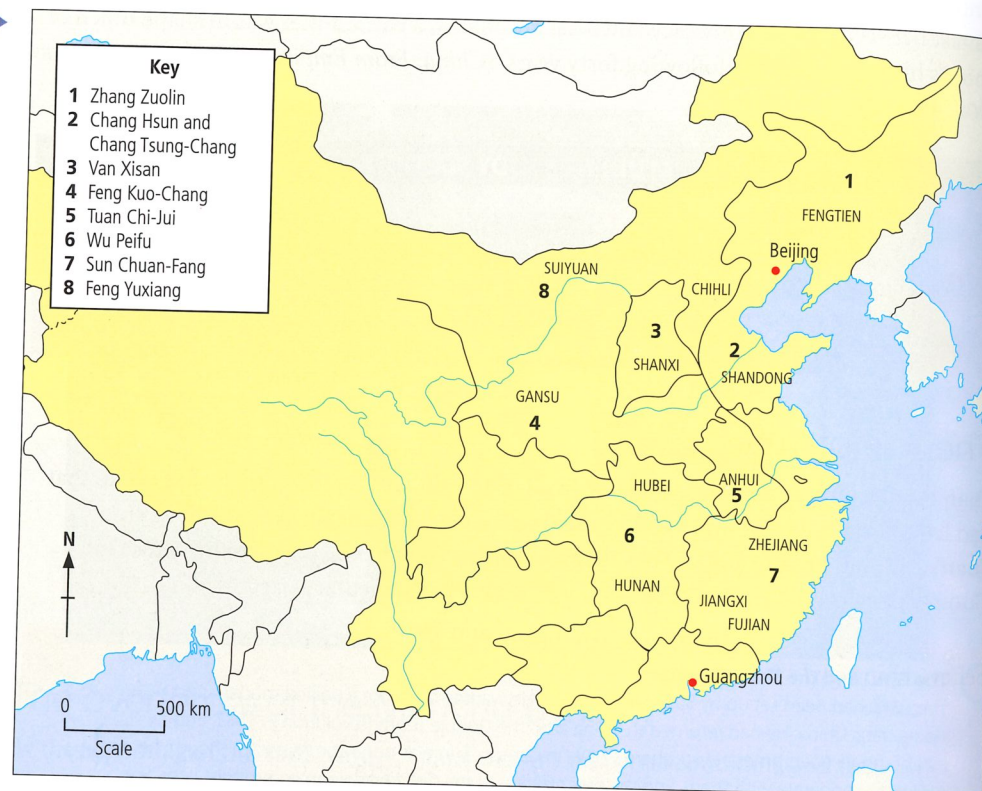 Key
1 Zhang Zuolin
2 Chang Hsun and
Chang Tsung-Chang
3 Van Xisan
4 Feng Kuo-Chang
5 Tuan Chi-Jui
6 Wu Peifu
7 Sun Chuan-Fang
8 Feng Yuxiang
1
FENGTIEN
Beijing
SUIYUAN
8
CHIHLI
3
SHANXI
2
SHANDONG
GANSU
4
HUBEI
ANHUI
5
6
ZHEJIANG
7
HUNAN
JIANGXI
FUJIAN
Guangzhou
N
0 500 km
Scale